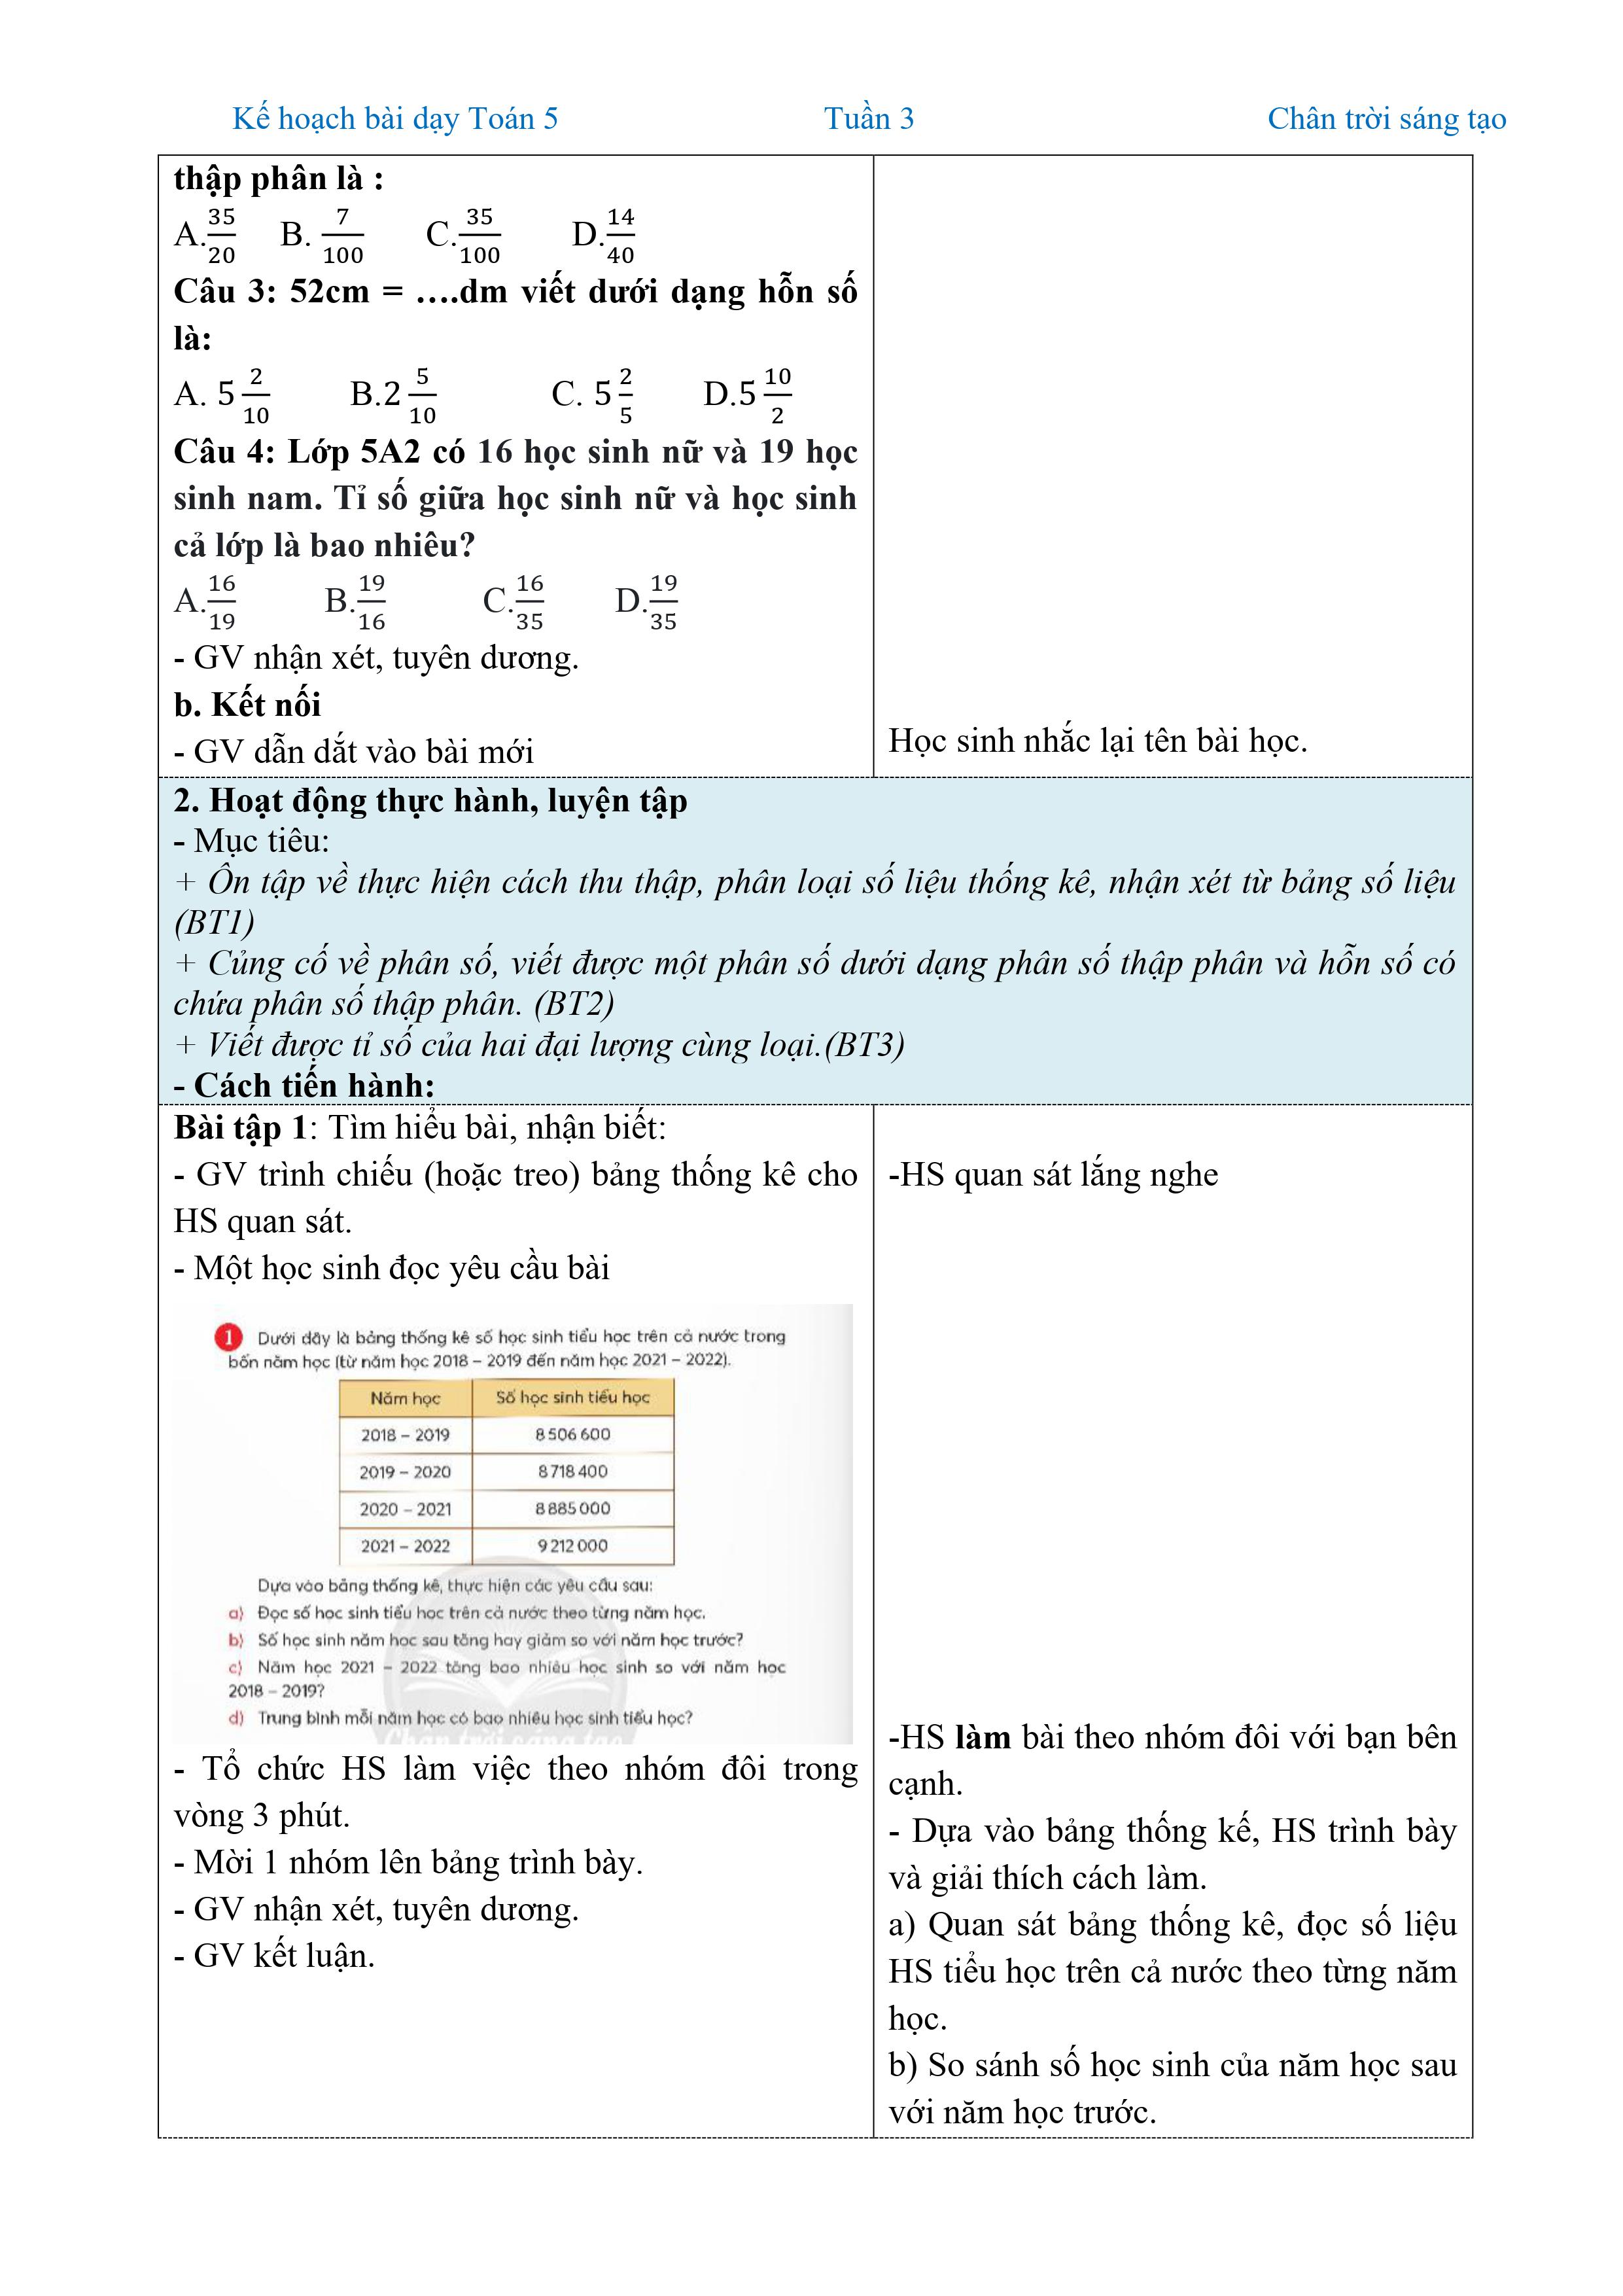 Kế hoạch bài dạy Toán 5 Tuần 3 Chân trời sáng tạo
thập phân là :
A.35/20 B. 7/100 C.35/100 D.14/40
Câu 3: 52cm = ….dm viết dưới dạng hỗn số
là:
A. 5 2/10 B.2 5/10 C. 5 2/5 D.5 10/2
Câu 4: Lớp 5A2 có 16 học sinh nữ và 19 học
sinh nam. Tỉ số giữa học sinh nữ và học sinh
cả lớp là bao nhiêu?
A.16/19 B.19/16 C.16/35 D.19/35
- GV nhận xét, tuyên dương.
b. Kết nối
- GV dẫn dắt vào bài mới
Học sinh nhắc lại tên bài học.
2. Hoạt động thực hành, luyện tập
- Mục tiêu:
+ Ôn tập về thực hiện cách thu thập, phân loại số liệu thống kê, nhận xét từ bảng số liệu
(BT1)
+ Củng cố về phân số, viết được một phân số dưới dạng phân số thập phân và hỗn số có
chứa phân số thập phân. (BT2)
+ Viết được tỉ số của hai đại lượng cùng loại.(BT3)
- Cách tiến hành:
Bài tập 1: Tìm hiểu bài, nhận biết:
- GV trình chiếu (hoặc treo) bảng thống kê cho
HS quan sát.
- Một học sinh đọc yêu cầu bài
1 Dưới đây là bảng thống kê số học sinh tiểu học trên cả nước trong
bốn năm học (từ năm học 2018 – 2019 đến năm học 2021 – 2022).
Năm học Số học sinh tiểu học
2018 – 2019 8 506 600
2019 – 2020 8 718 400
2020 – 2021 8 885 000
2021 – 2022 9 212 000
Dựa vào bảng thống kê, thực hiện các yêu cầu sau:
a) Đọc số học sinh tiểu học trên cả nước theo từng năm học.
b) Số học sinh năm học sau tăng hay giảm so với năm học trước?
c) Năm học 2021 – 2022 tăng bao nhiêu học sinh so với năm học
2018 – 2019?
d) Trung bình mỗi năm học có bao nhiêu học sinh tiểu học?
Chân trời sáng tạo
- Tổ chức HS làm việc theo nhóm đôi trong
vòng 3 phút.
- Mời 1 nhóm lên bảng trình bày.
- GV nhận xét, tuyên dương.
- GV kết luận.
-HS quan sát lắng nghe
-HS làm bài theo nhóm đôi với bạn bên
cạnh.
- Dựa vào bảng thống kế, HS trình bày
và giải thích cách làm.
a) Quan sát bảng thống kê, đọc số liệu
HS tiểu học trên cả nước theo từng năm
học.
b) So sánh số học sinh của năm học sau
với năm học trước.